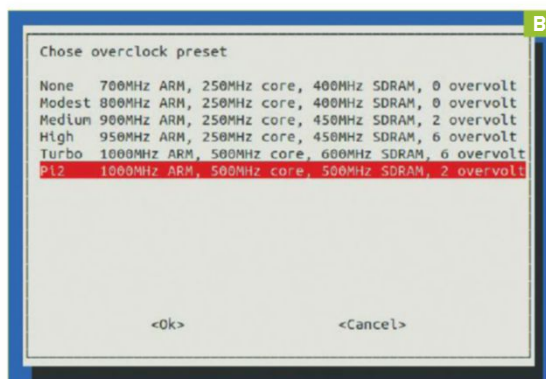 B
Chose overclock preset
None 700MHz ARM, 250MHz core, 400MHz SDRAM, 0 overvolt
Modest 800MHz ARM, 250MHz core, 400MHz SDRAM, 0 overvolt
Medium 900MHz ARM, 250MHz core, 450MHz SDRAM, 2 overvolt
High 950MHz ARM, 250MHz core, 450MHz SDRAM, 6 overvolt
Turbo 1000MHz ARM, 500MHz core, 600MHz SDRAM, 6 overvolt
Pi2 1000MHz ARM, 500MHz core, 500MHz SDRAM, 2 overvolt
<Ok> <Cancel>